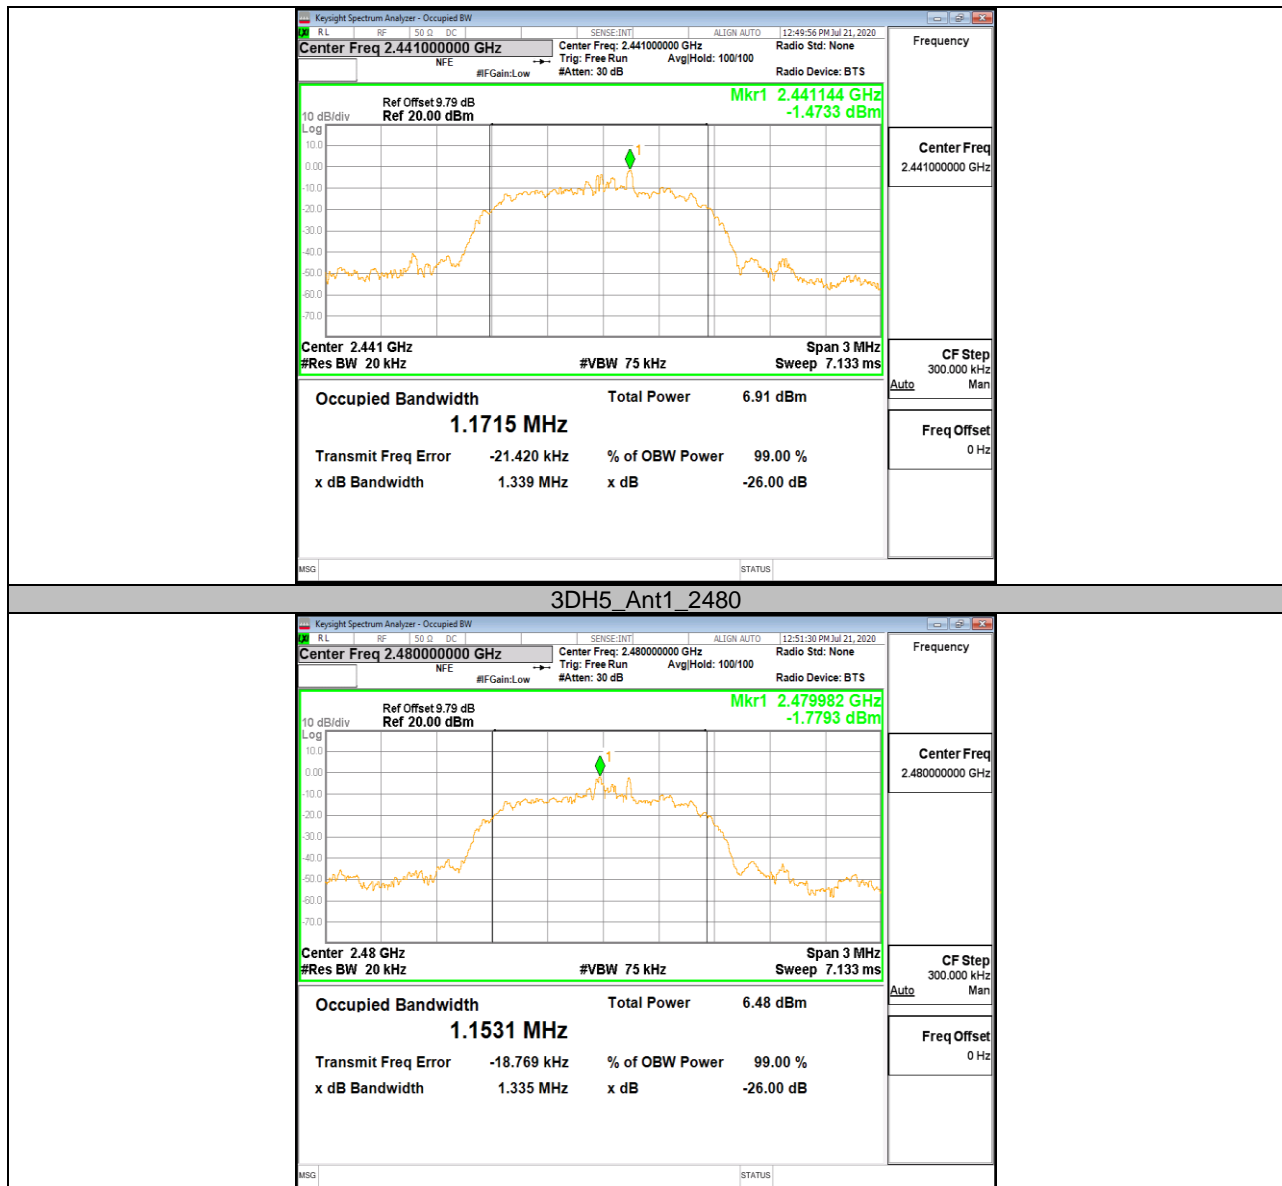 Keysight Spectrum Analyzer - Occupied BW
RL RF 50 Ω DC SENSE:INT ALIGN AUTO 12:49:56 PM Jul 21, 2020
Center Freq 2.441000000 GHz Center Freq: 2.441000000 GHz Radio Std: None Frequency
NFE Trig: Free Run Avg|Hold: 100/100
#IFGain:Low #Atten: 30 dB Radio Device: BTS
Ref Offset 9.79 dB Mkr1 2.441144 GHz
10 dB/div Ref 20.00 dBm -1.4733 dBm
Log
10.0
0.00
-10.0
-20.0
-30.0
-40.0
-50.0
-60.0
-70.0
1
Center Freq
2.441000000 GHz
Center 2.441 GHz Span 3 MHz
#Res BW 20 kHz #VBW 75 kHz Sweep 7.133 ms
CF Step
300.000 kHz
Auto Man
Occupied Bandwidth Total Power 6.91 dBm
1.1715 MHz
Freq Offset
0 Hz
Transmit Freq Error -21.420 kHz % of OBW Power 99.00 %
x dB Bandwidth 1.339 MHz x dB -26.00 dB
MSG STATUS
3DH5_Ant1_2480
Keysight Spectrum Analyzer - Occupied BW
RL RF 50 Ω DC SENSE:INT ALIGN AUTO 12:51:30 PM Jul 21, 2020
Center Freq 2.480000000 GHz Center Freq: 2.480000000 GHz Radio Std: None Frequency
NFE Trig: Free Run Avg|Hold: 100/100
#IFGain:Low #Atten: 30 dB Radio Device: BTS
Ref Offset 9.79 dB Mkr1 2.479982 GHz
10 dB/div Ref 20.00 dBm -1.7793 dBm
Log
10.0
0.00
-10.0
-20.0
-30.0
-40.0
-50.0
-60.0
-70.0
1
Center Freq
2.480000000 GHz
Center 2.48 GHz Span 3 MHz
#Res BW 20 kHz #VBW 75 kHz Sweep 7.133 ms
CF Step
300.000 kHz
Auto Man
Occupied Bandwidth Total Power 6.48 dBm
1.1531 MHz
Freq Offset
0 Hz
Transmit Freq Error -18.769 kHz % of OBW Power 99.00 %
x dB Bandwidth 1.335 MHz x dB -26.00 dB
MSG STATUS